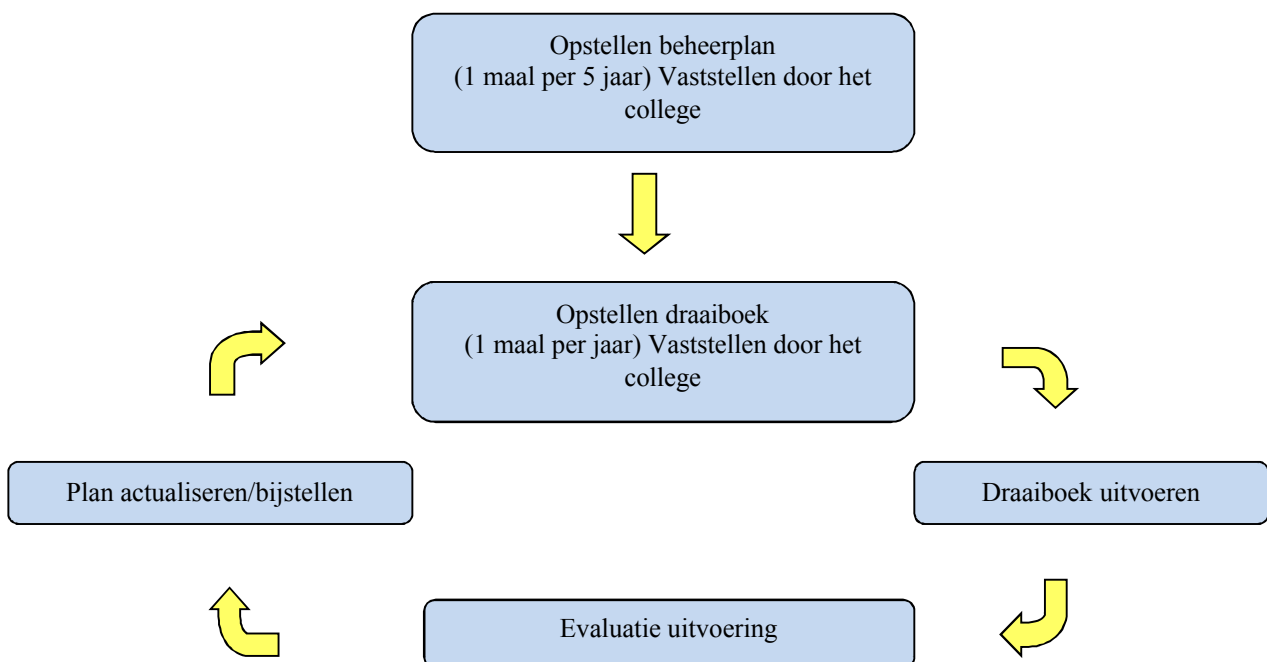 Opstellen beheerplan
(1 maal per 5 jaar) Vaststellen door het
college
Opstellen draaiboek
(1 maal per jaar) Vaststellen door het
college
Plan actualiseren/bijstellen
Draaiboek uitvoeren
Evaluatie uitvoering